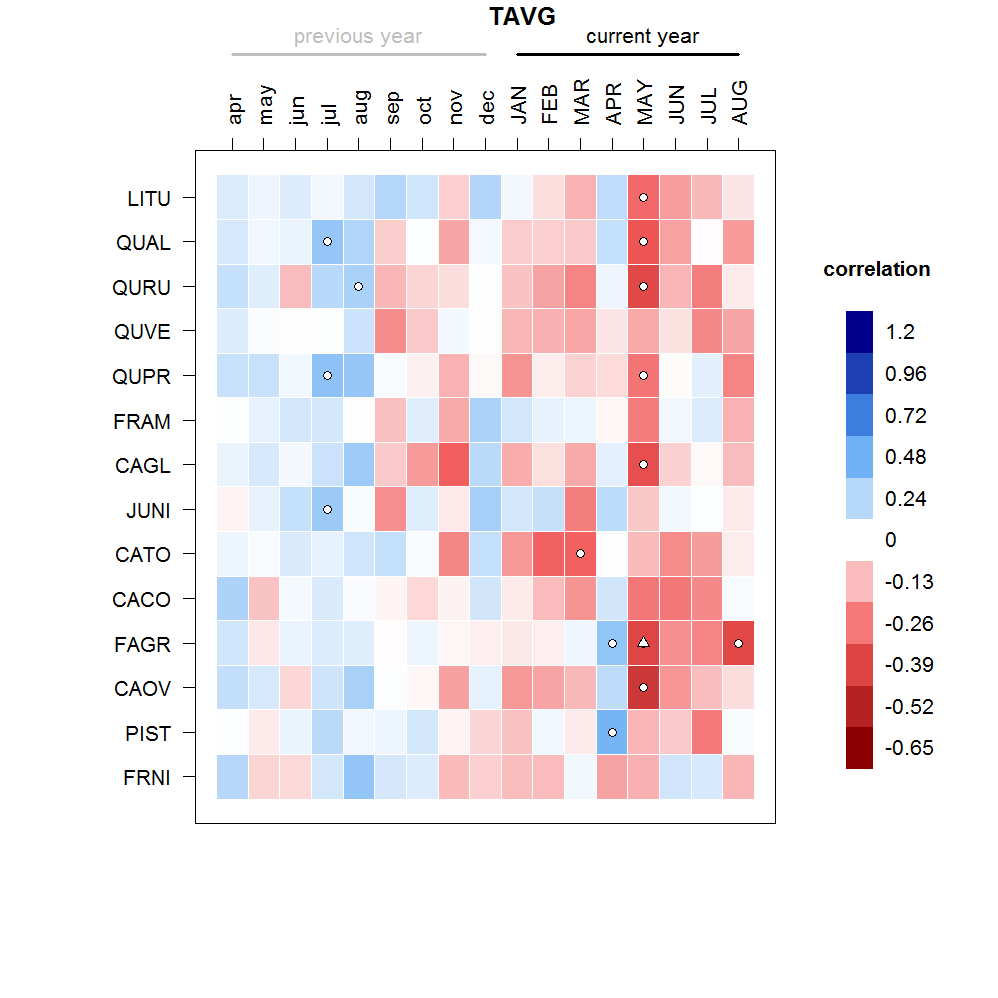 TAVG
previous year
current year
apr may jun jul aug sep oct nov dec JAN FEB MAR APR MAY JUN JUL AUG
LITU
QUAL
QURU
QUVE
QUPR
FRAM
CAGL
JUNI
CATO
CACO
FAGR
CAOV
PIST
FRNI
correlation
1.2
0.96
0.72
0.48
0.24
0
-0.13
-0.26
-0.39
-0.52
-0.65